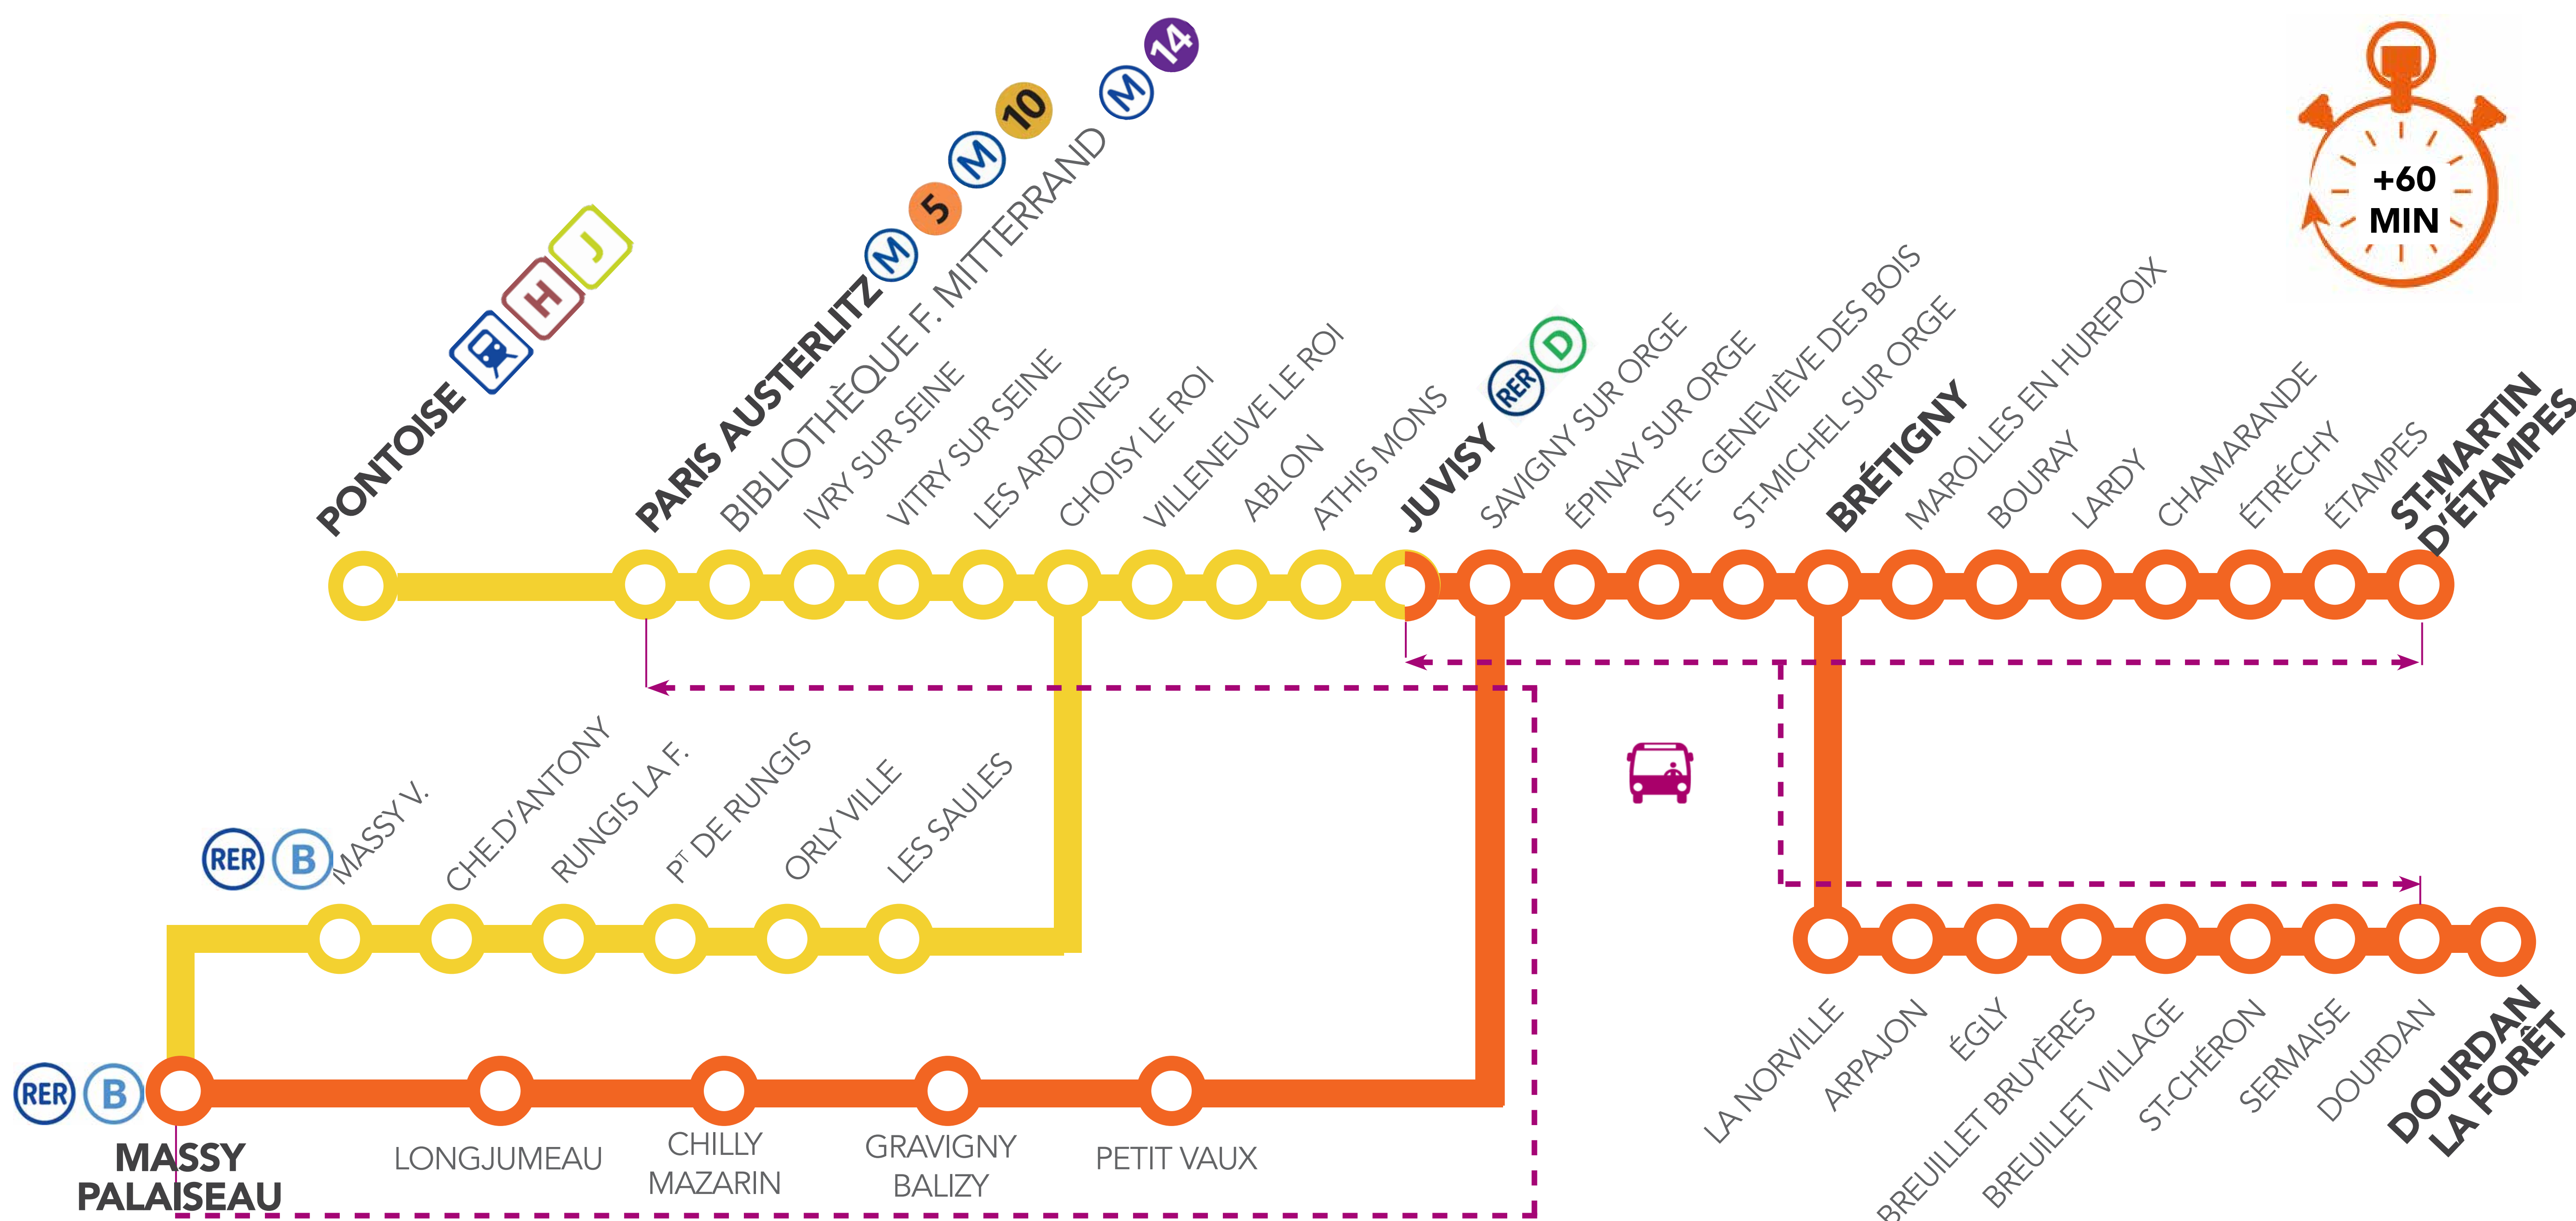 14
M
10
M
5
M
J
H
+60
MIN
PONTOISE
PARIS AUSTERLITZ
BIBLIOTHÈQUE F. MITTERRAND
IVRY SUR SEINE
VITRY SUR SEINE
LES ARDOINES
CHOISY LE ROI
VILLENEUVE LE ROI
ABLON
ATHIS MONS
JUVISY
RER
D
SAVIGNY SUR ORGE
ÉPINAY SUR ORGE
STE- GENEVIÈVE DES BOIS
ST-MICHEL SUR ORGE
BRÉTIGNY
MAROLLES EN HUREPOIX
BOURAY
LARDY
CHAMARANDE
ÉTRÉCHY
ÉTAMPES
ST-MARTIN
D'ÉTAMPES
RER B
MASSY V.
CHE.D'ANTONY
RUNGIS LA F.
PT DE RUNGIS
ORLY VILLE
LES SAULES
RER B
MASSY
PALAISEAU
LONGJUMEAU
CHILLY
MAZARIN
GRAVIGNY
BALIZY
PETIT VAUX
LA NORVILLE
ARPAJON
ÉGLY
BREUILLET BRUYÈRES
BREUILLET VILLAGE
ST-CHÉRON
SERMAISE
DOURDAN
DOURDAN
LA FORÊT